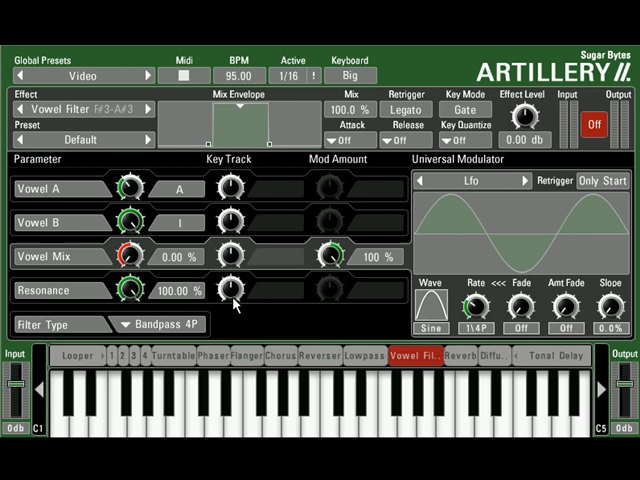 Global Presets Midi BPM Active Keyboard Sugar Bytes
Video 95.00 1/16 ! Big ARTILLERY //.
Effect Mix Envelope Mix Retrigger Key Mode Effect Level Input Output
Vowel Filter F#3-A#3 100.0 % Legato Gate
Off
Preset Attack Release Key Quantize
Default Off Off Off 0.00 db
Parameter Key Track Mod Amount Universal Modulator
Lfo Retrigger Only Start
Vowel A A
Vowel B I
Vowel Mix 0.00 % 100 %
Resonance 100.00 %
Wave Rate <<< Fade Amt Fade Slope
Filter Type Bandpass 4P
Sine 1\4P Off Off 0.0%
Input Looper 1 2 3 4 Turntable Phaser Flanger Chorus Reverser Lowpass Vowel Fil.. Reverb Diffu.. Tonal Delay Output
0db C1 C5 0db